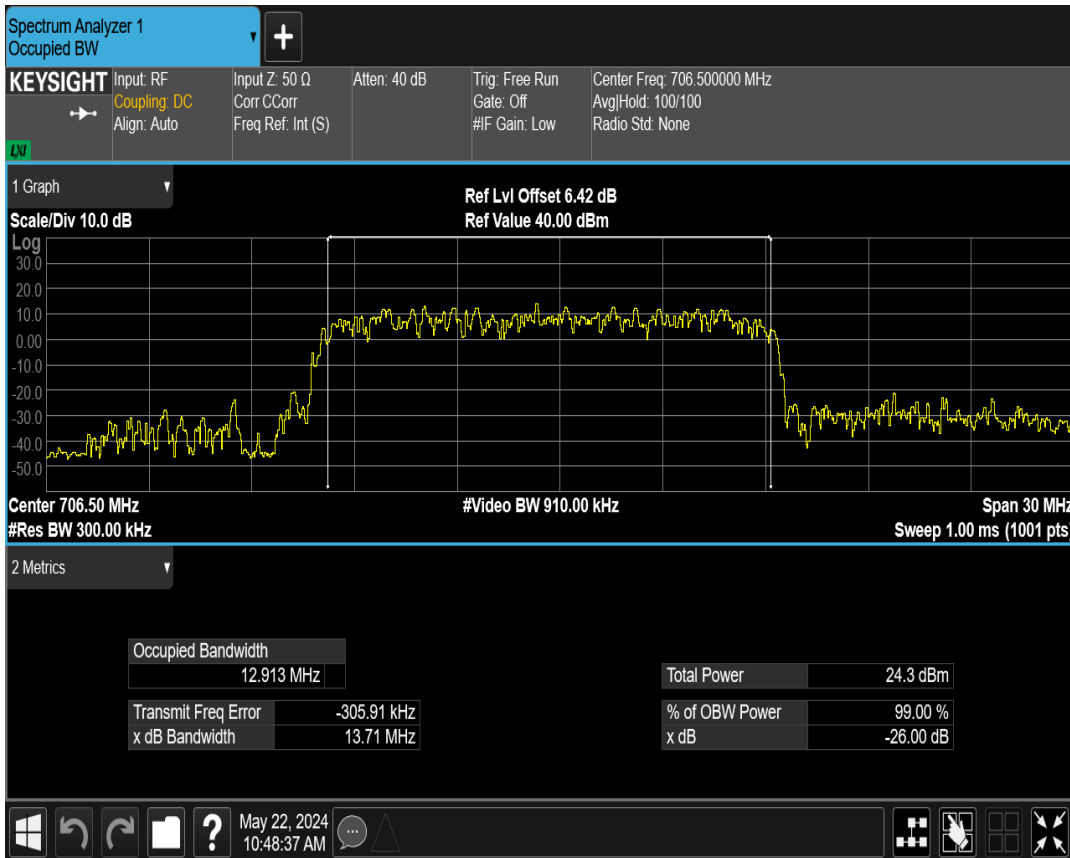 Spectrum Analyzer 1
Occupied BW
KEYSIGHT
LXI
Input: RF
Coupling: DC
Align: Auto
Input Z: 50 Ω
Corr CCorr
Freq Ref: Int (S)
Atten: 40 dB
Trig: Free Run
Gate: Off
#IF Gain: Low
Center Freq: 706.500000 MHz
Avg|Hold: 100/100
Radio Std: None
1 Graph
Scale/Div 10.0 dB
Ref Lvl Offset 6.42 dB
Ref Value 40.00 dBm
Log
30.0
20.0
10.0
0.00
-10.0
-20.0
-30.0
-40.0
-50.0
Center 706.50 MHz
#Res BW 300.00 kHz
#Video BW 910.00 kHz
Span 30 MHz
Sweep 1.00 ms (1001 pts)
2 Metrics
Occupied Bandwidth
12.913 MHz
Transmit Freq Error -305.91 kHz
x dB Bandwidth 13.71 MHz
Total Power 24.3 dBm
% of OBW Power 99.00 %
x dB -26.00 dB
?
May 22, 2024
10:48:37 AM